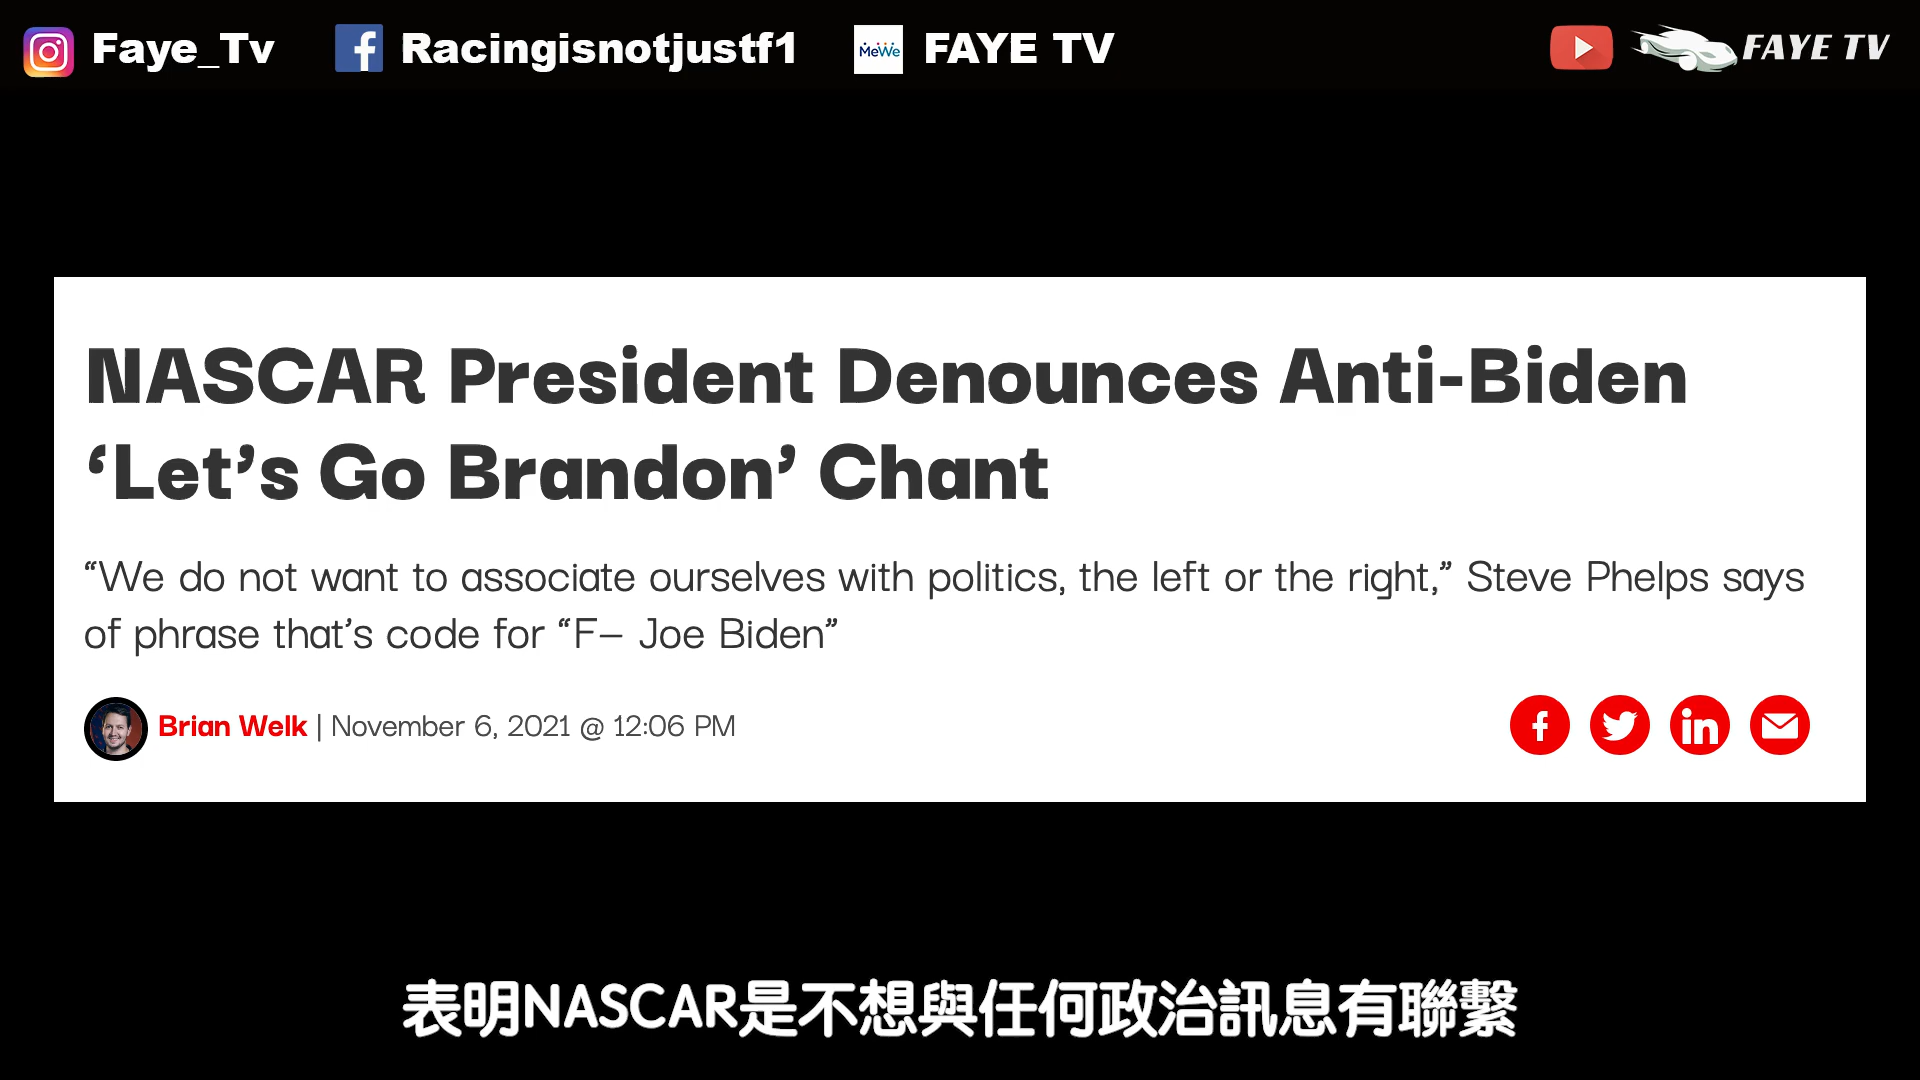 Faye_Tv
Racingisnotjustf1
MeWe
FAYE TV
FAYE TV
NASCAR President Denounces Anti-Biden
‘Let’s Go Brandon’ Chant
“We do not want to associate ourselves with politics, the left or the right,” Steve Phelps says
of phrase that’s code for “F— Joe Biden”
Brian Welk | November 6, 2021 @ 12:06 PM
表明NASCAR是不想與任何政治訊息有聯繫